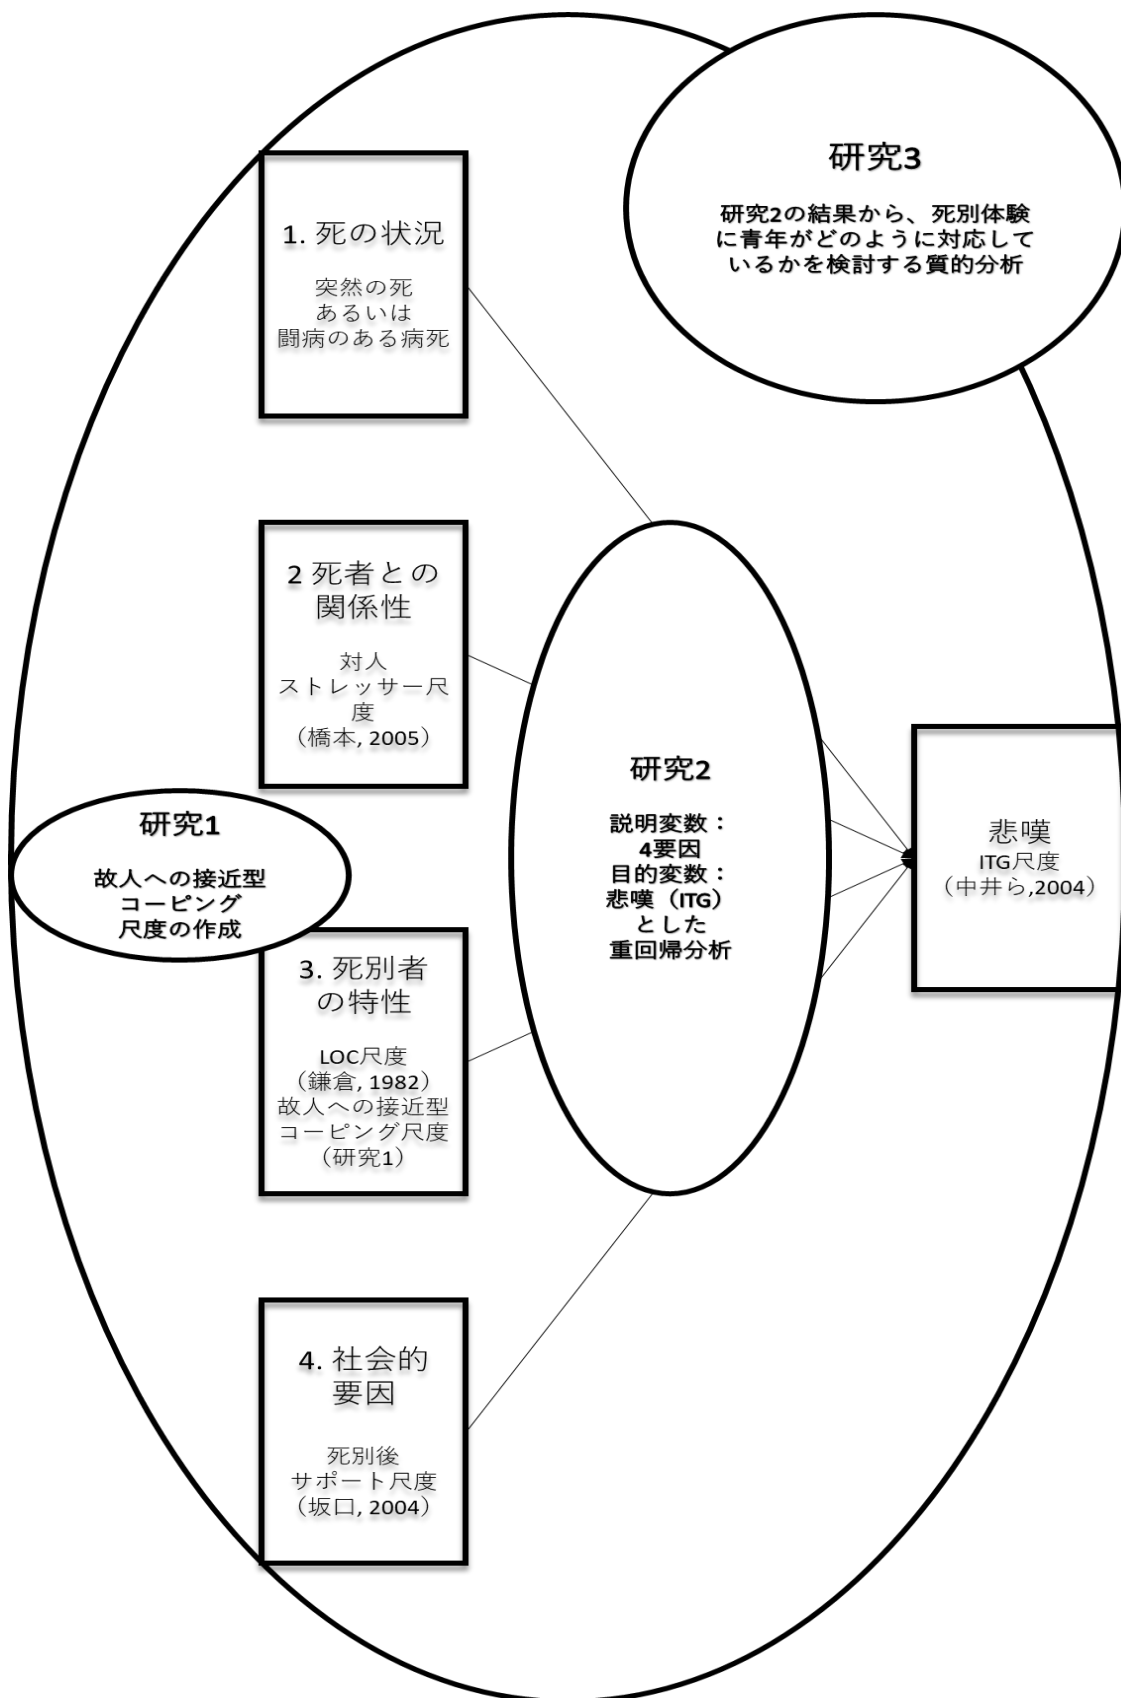 研究3
研究2の結果から、死別体験
に青年がどのように対応して
いるかを検討する質的分析
1. 死の状況
突然の死
あるいは
闘病のある病死
2 死者との
関係性
対人
ストレッサー尺
度
（橋本, 2005）
研究1
故人への接近型
コーピング
尺度の作成
3. 死別者
の特性
LOC尺度
（鎌倉, 1982）
故人への接近型
コーピング尺度
（研究1）
4. 社会的
要因
死別後
サポート尺度
（坂口, 2004）
研究2
説明変数：
4要因
目的変数：
悲嘆（ITG）
とした
重回帰分析
悲嘆
ITG尺度
（中井ら,2004）